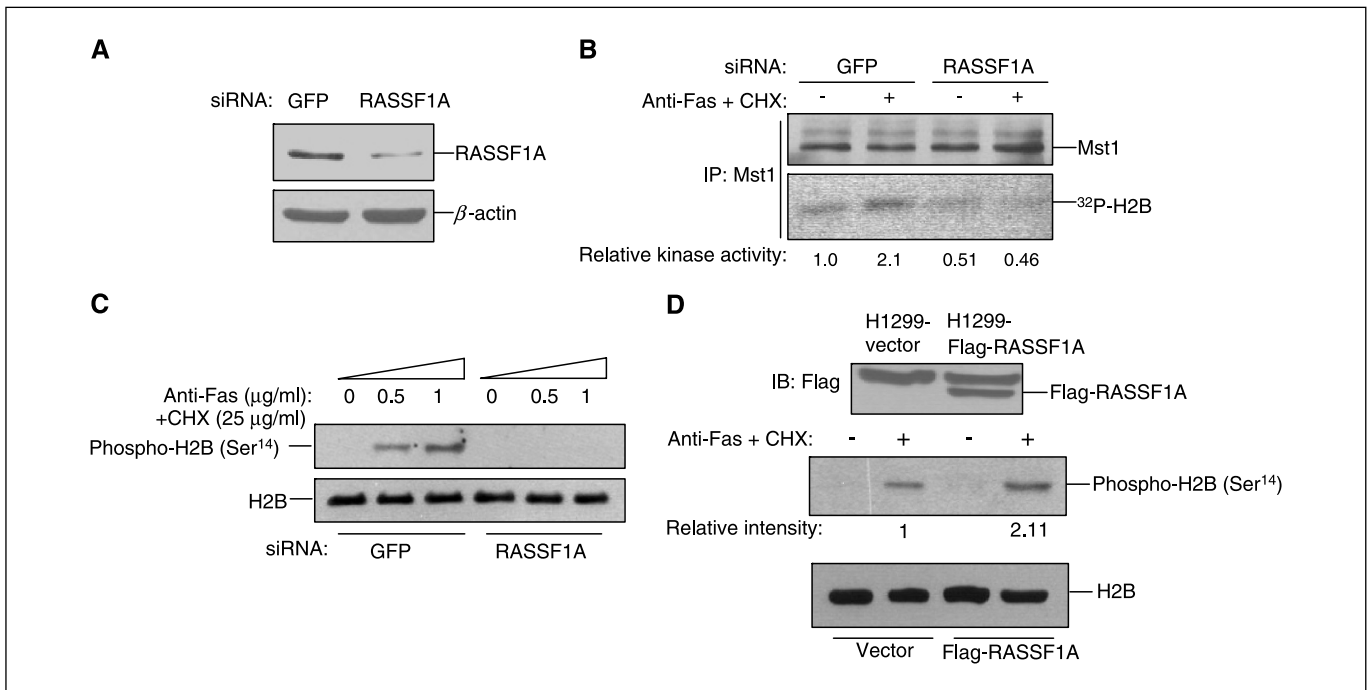 A
siRNA: GFP RASSF1A
RASSF1A
β-actin
B
siRNA: GFP RASSF1A
Anti-Fas + CHX: - + - +
IP: Mst1
Mst1
³²P-H2B
Relative kinase activity: 1.0 2.1 0.51 0.46
C
Anti-Fas (μg/ml): 0 0.5 1 0 0.5 1
+CHX (25 μg/ml)
Phospho-H2B (Ser¹⁴)
H2B
siRNA: GFP RASSF1A
D
H1299-vector H1299-Flag-RASSF1A
IB: Flag
Flag-RASSF1A
Anti-Fas + CHX: - + - +
Phospho-H2B (Ser¹⁴)
Relative intensity: 1 2.11
H2B
Vector Flag-RASSF1A